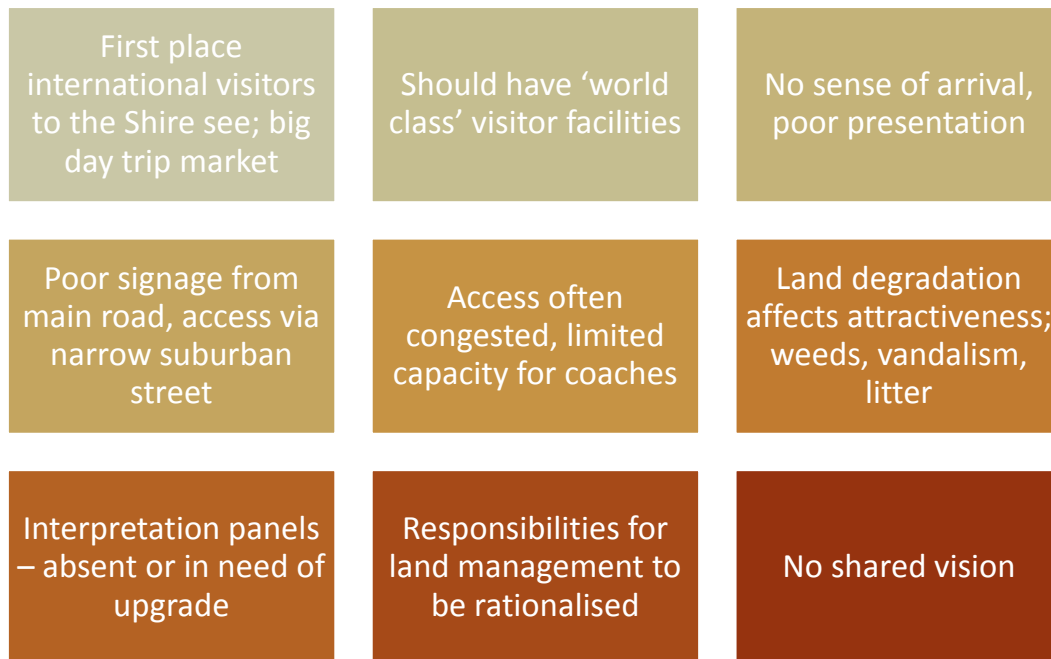 First place
international visitors
to the Shire see; big
day trip market
Should have ‘world
class’ visitor facilities
No sense of arrival,
poor presentation
Poor signage from
main road, access via
narrow suburban
street
Access often
congested, limited
capacity for coaches
Land degradation
affects attractiveness;
weeds, vandalism,
litter
Interpretation panels
– absent or in need of
upgrade
Responsibilities for
land management to
be rationalised
No shared vision